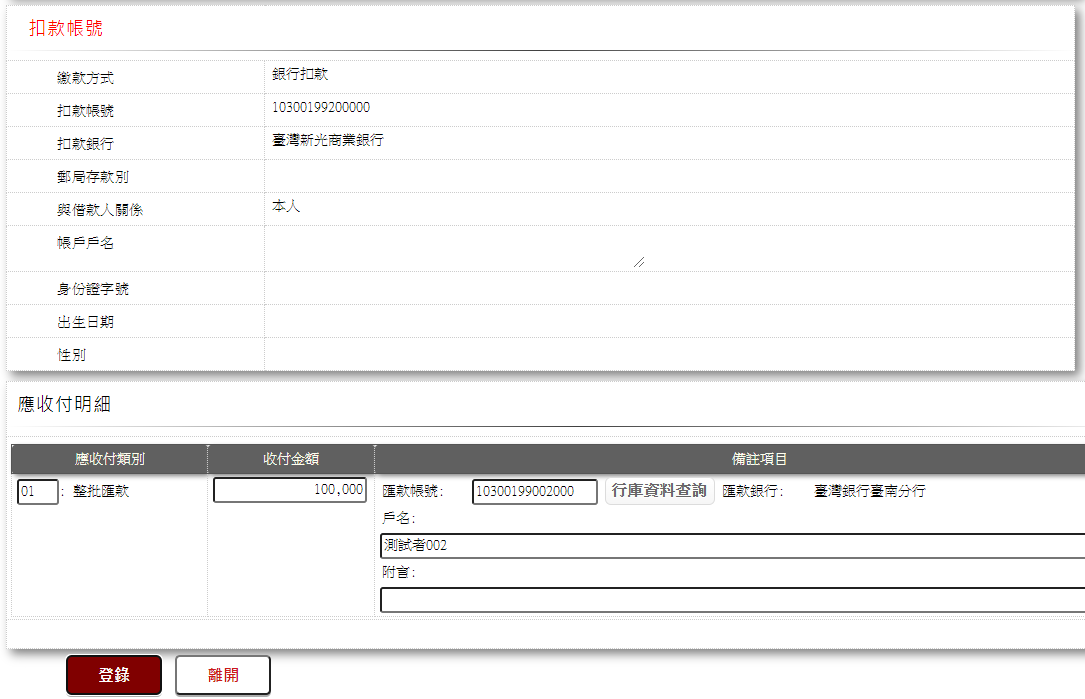 扣款帳號
繳款方式 銀行扣款
扣款帳號 10300199200000
扣款銀行 臺灣新光商業銀行
郵局存款別
與借款人關係 本人
帳戶戶名
身份證字號
出生日期
性別
應收付明細
應收付類別 收付金額 備註項目
01 : 整批匯款 100,000 匯款帳號: 10300199002000 行庫資料查詢 匯款銀行: 臺灣銀行臺南分行
戶名:
測試者002
附言:
登錄 離開